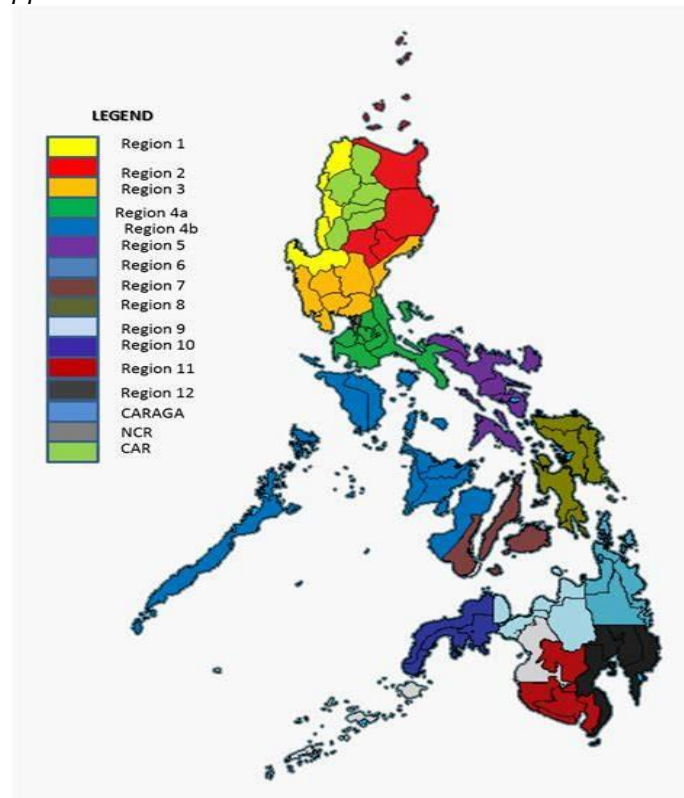 LEGEND
Region 1
Region 2
Region 3
Region 4a
Region 4b
Region 5
Region 6
Region 7
Region 8
Region 9
Region 10
Region 11
Region 12
CARAGA
NCR
CAR